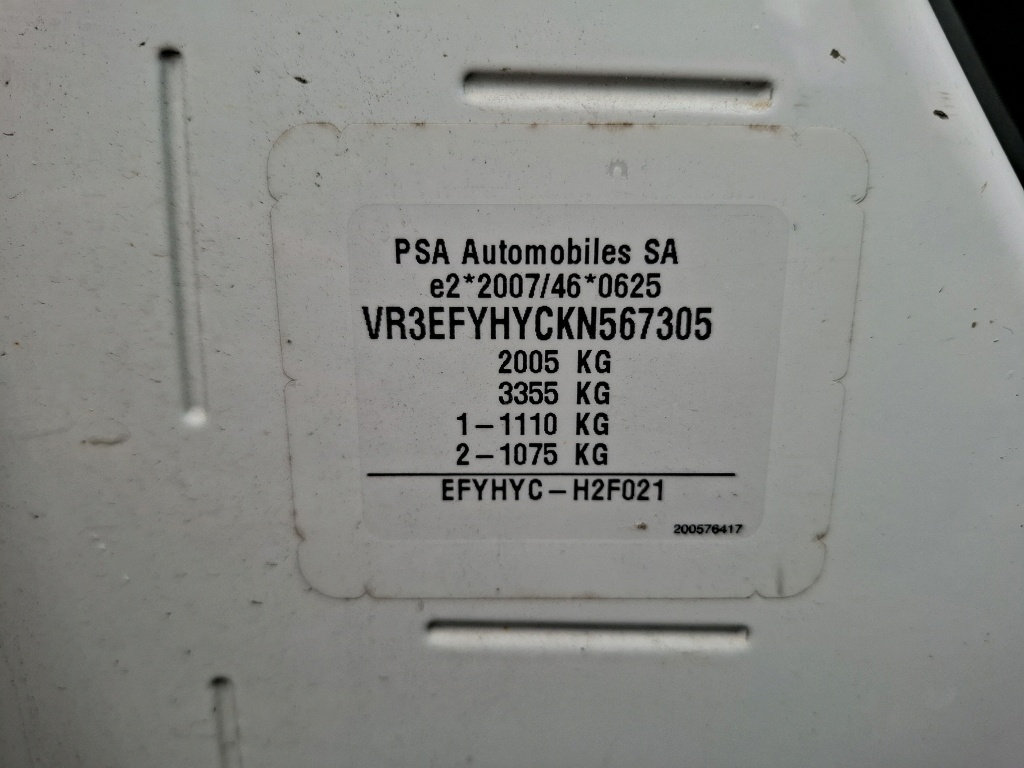 PSA Automobiles SA
e2*2007/46*0625
VR3EFYHYCKN567305
2005 KG
3355 KG
1-1110 KG
2-1075 KG
EFYHYC-H2F021
200576417